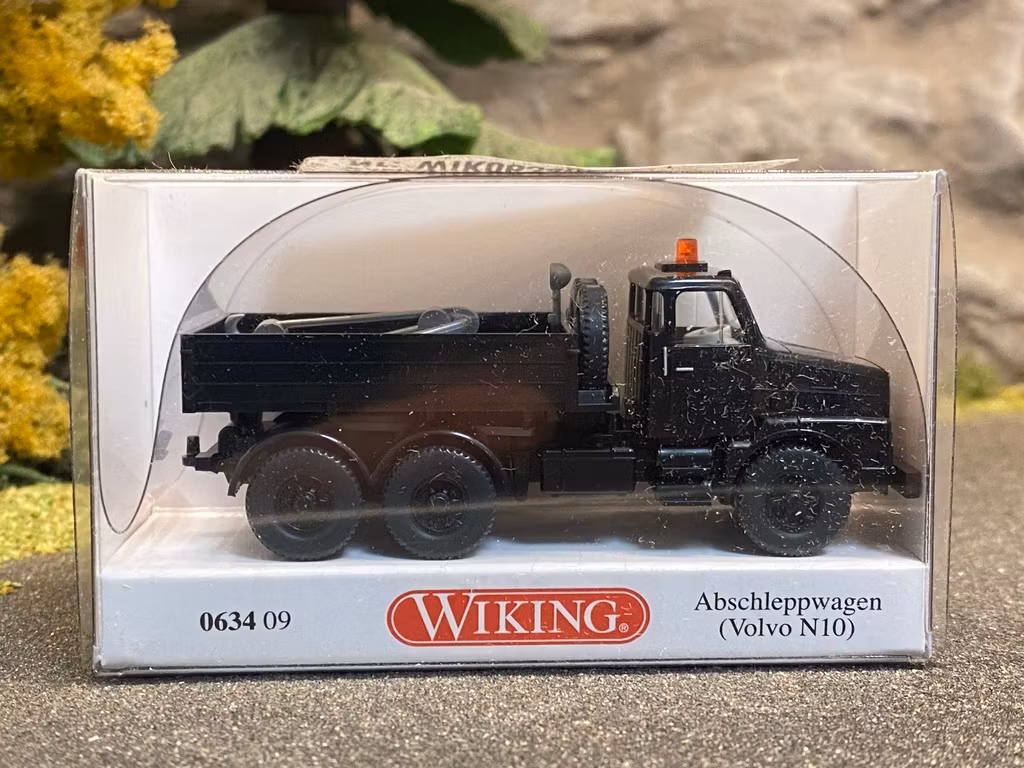 0634 09
WIKING®
Abschleppwagen
(Volvo N10)